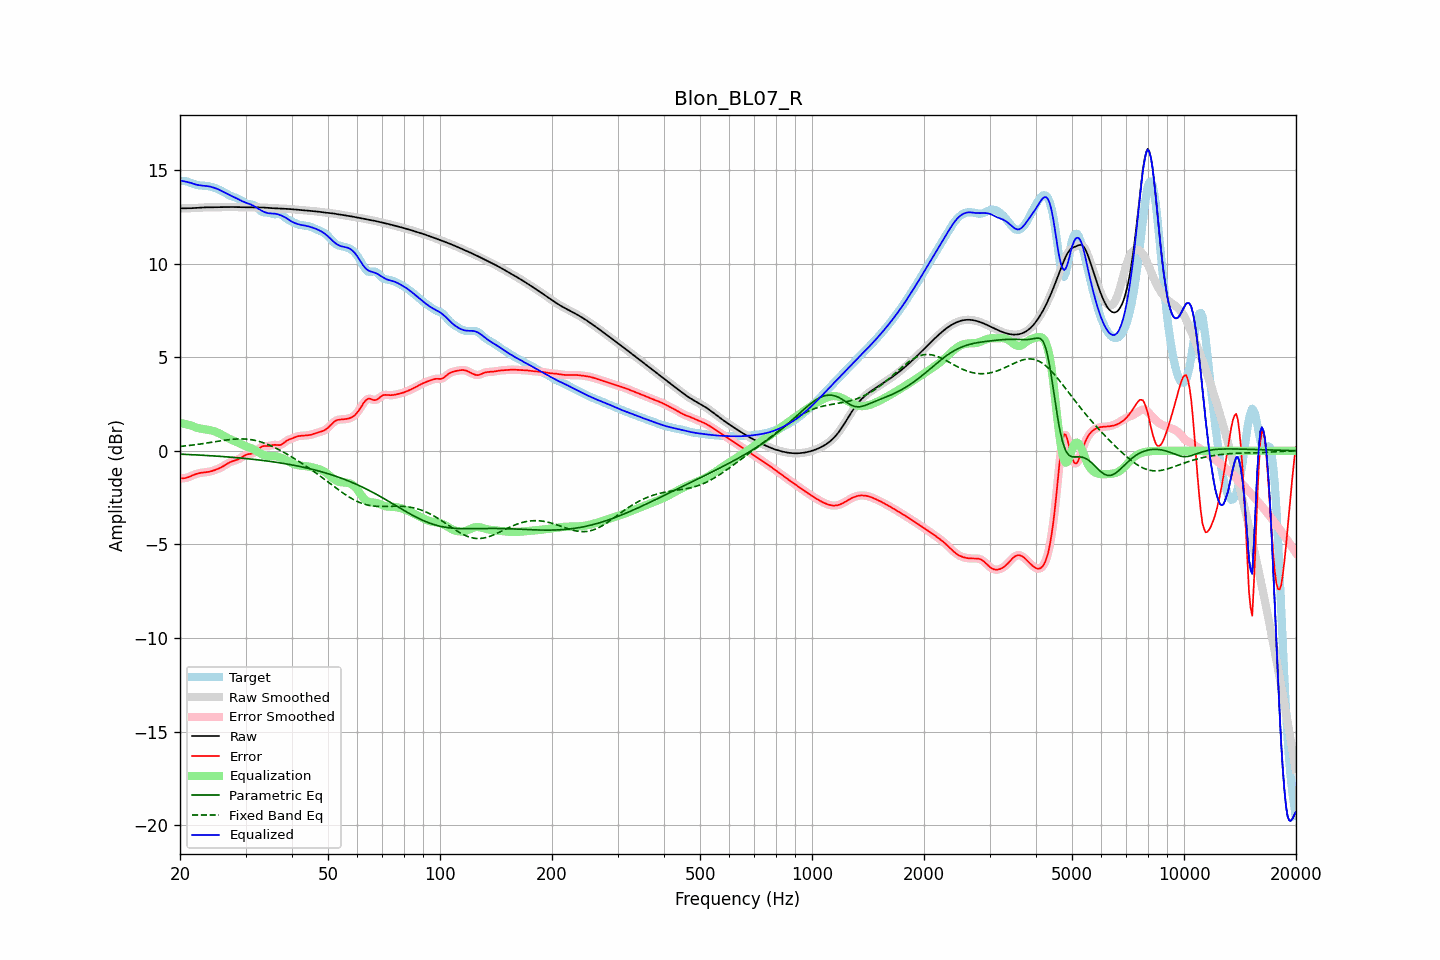 Blon_BL07_R
Amplitude (dBr)
15
10
5
0
−5
−10
−15
−20
Target
Raw Smoothed
Error Smoothed
Raw
Error
Equalization
Parametric Eq
Fixed Band Eq
Equalized
20 50 100 200 500 1000 2000 5000 10000 20000
Frequency (Hz)